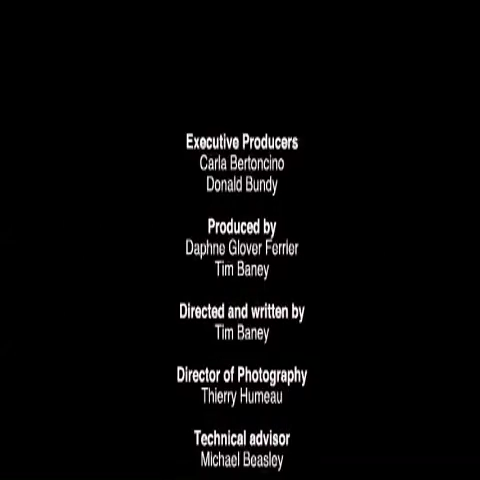 Executive Producers
Carla Bertoncino
Donald Bundy
Produced by
Daphne Glover Ferrier
Tim Baney
Directed and written by
Tim Baney
Director of Photography
Thierry Humeau
Technical advisor
Michael Beasley